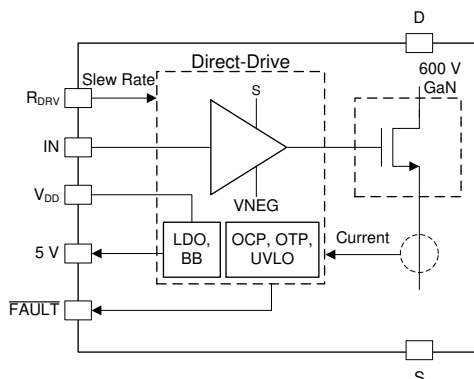 D
Direct-Drive
600 V
GaN
Slew Rate
RDRV
S
IN
VNEG
VDD
LDO,
BB
OCP, OTP,
UVLO
Current
5 V
FAULT
S